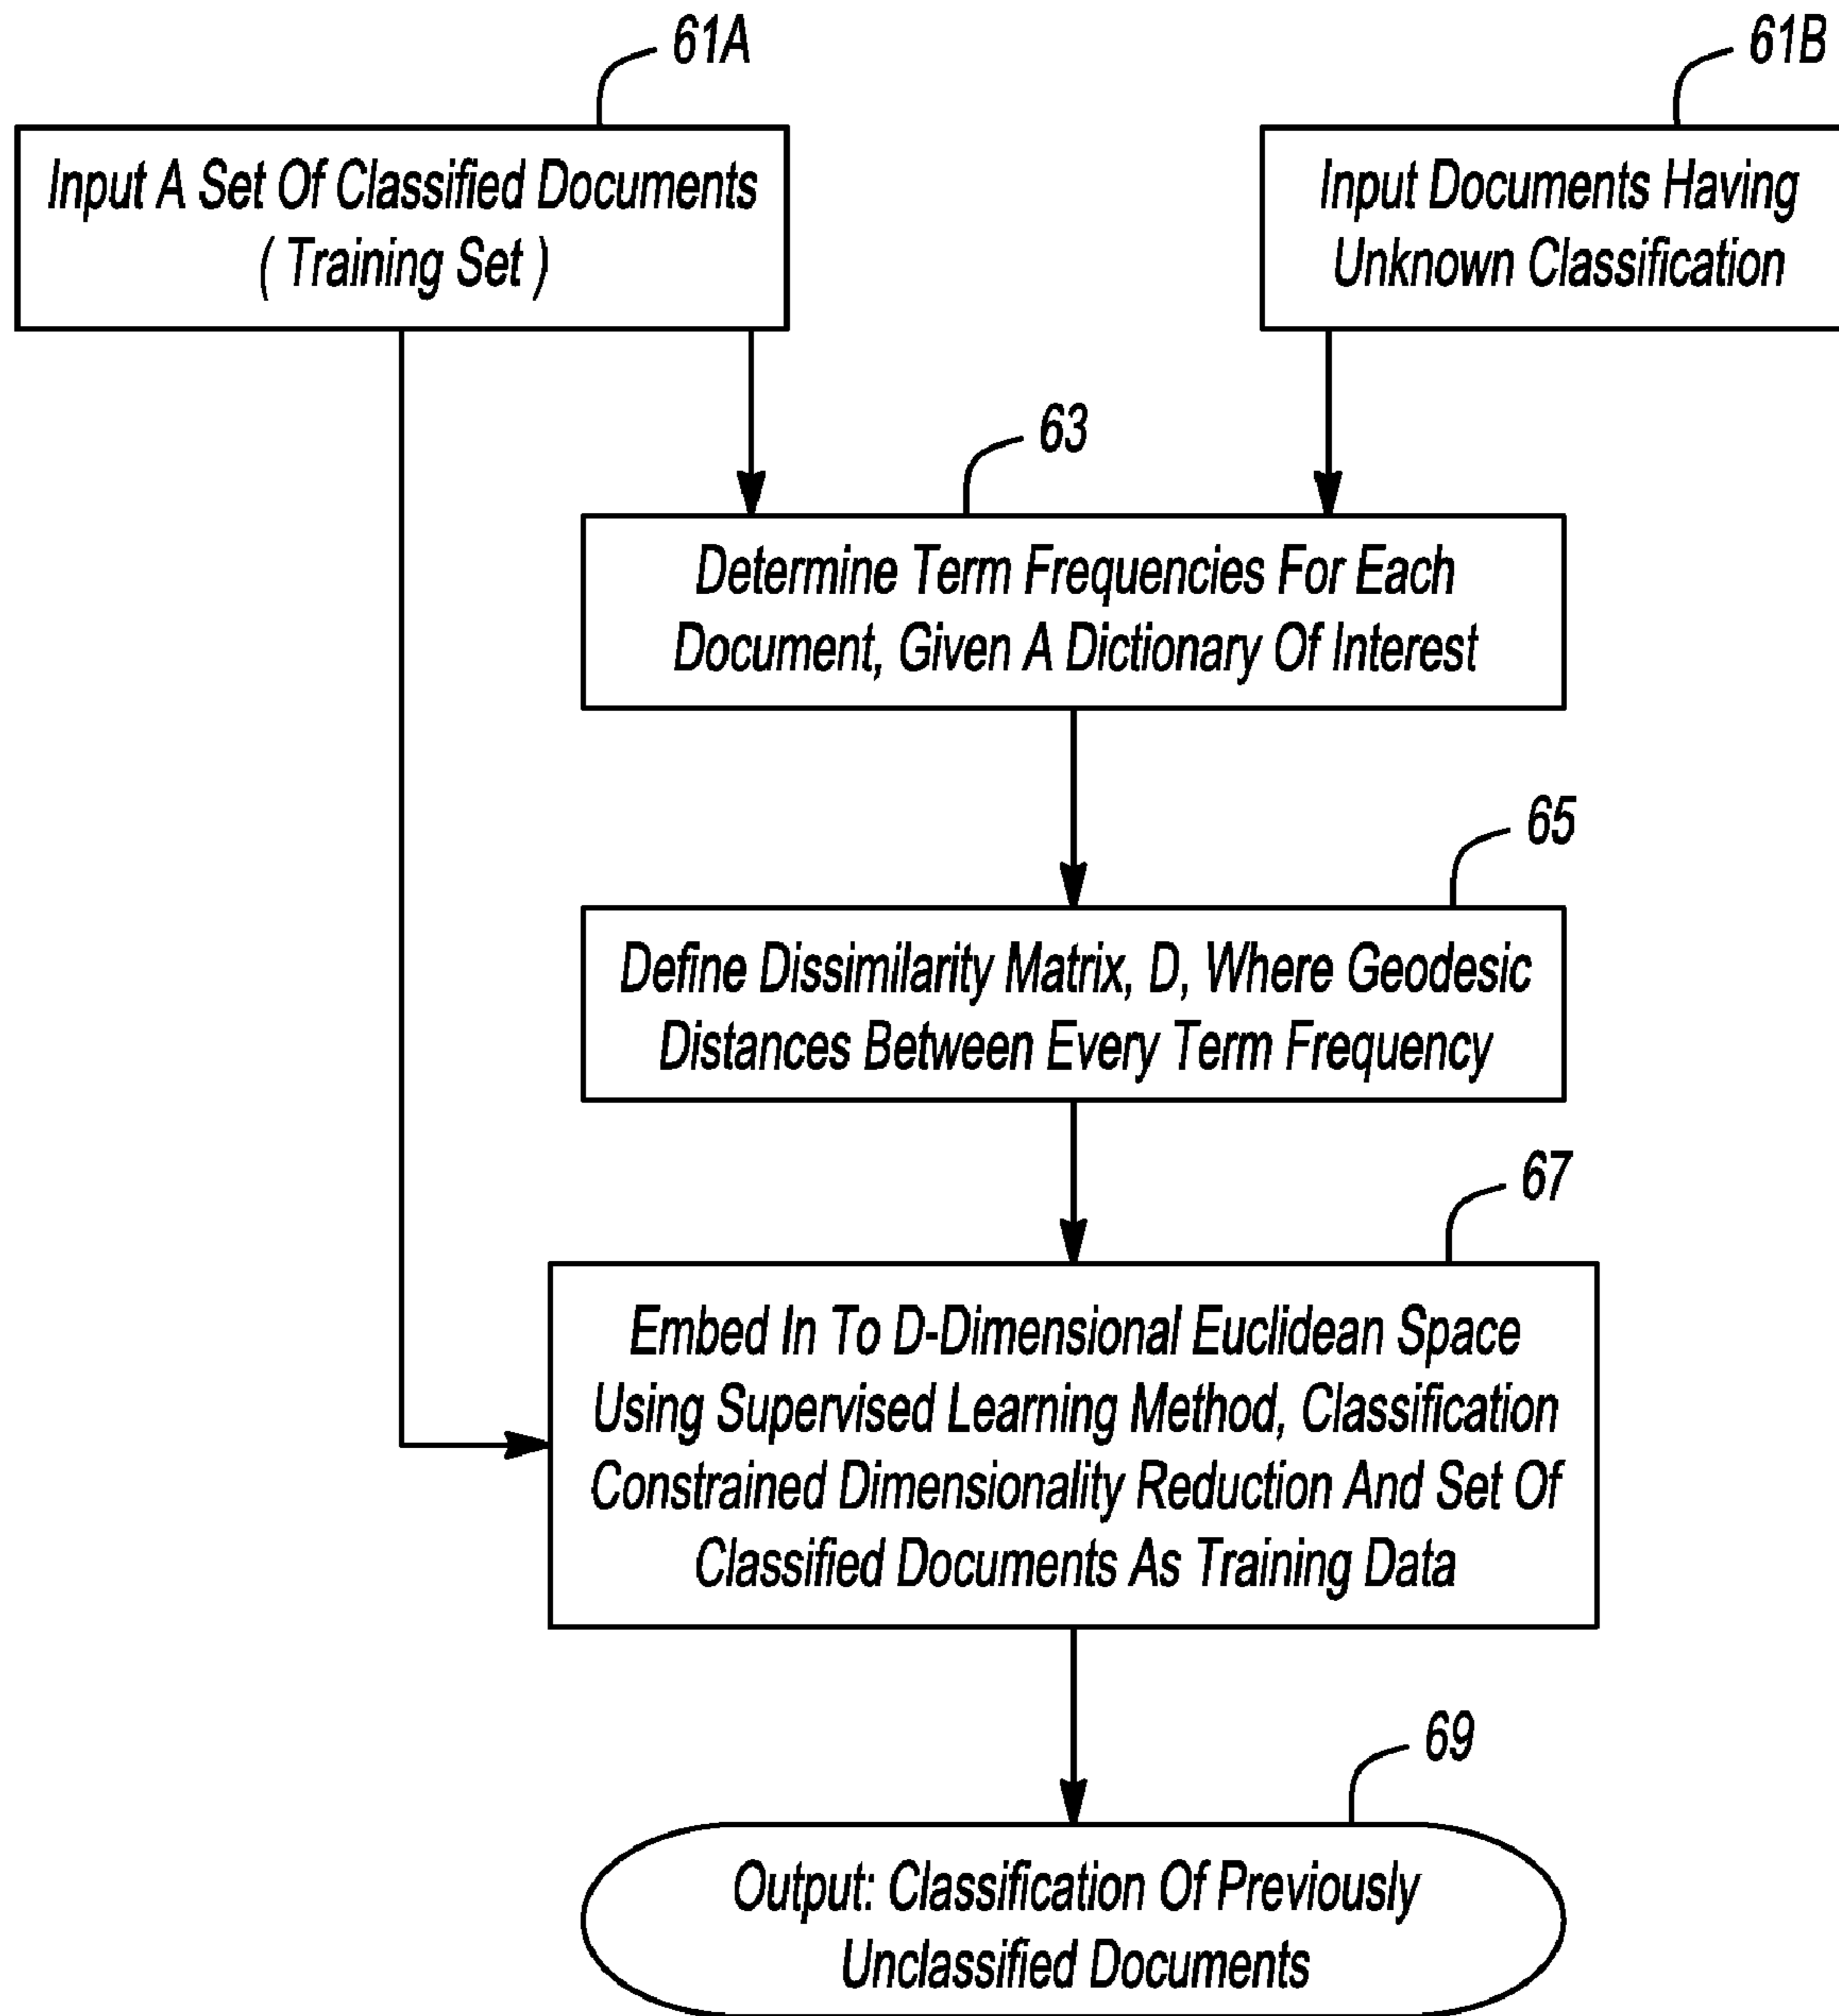 61A
61B
Input A Set Of Classified Documents
( Training Set )
Input Documents Having
Unknown Classification
63
Determine Term Frequencies For Each
Document, Given A Dictionary Of Interest
65
Define Dissimilarity Matrix, D, Where Geodesic
Distances Between Every Term Frequency
67
Embed In To D-Dimensional Euclidean Space
Using Supervised Learning Method, Classification
Constrained Dimensionality Reduction And Set Of
Classified Documents As Training Data
69
Output: Classification Of Previously
Unclassified Documents